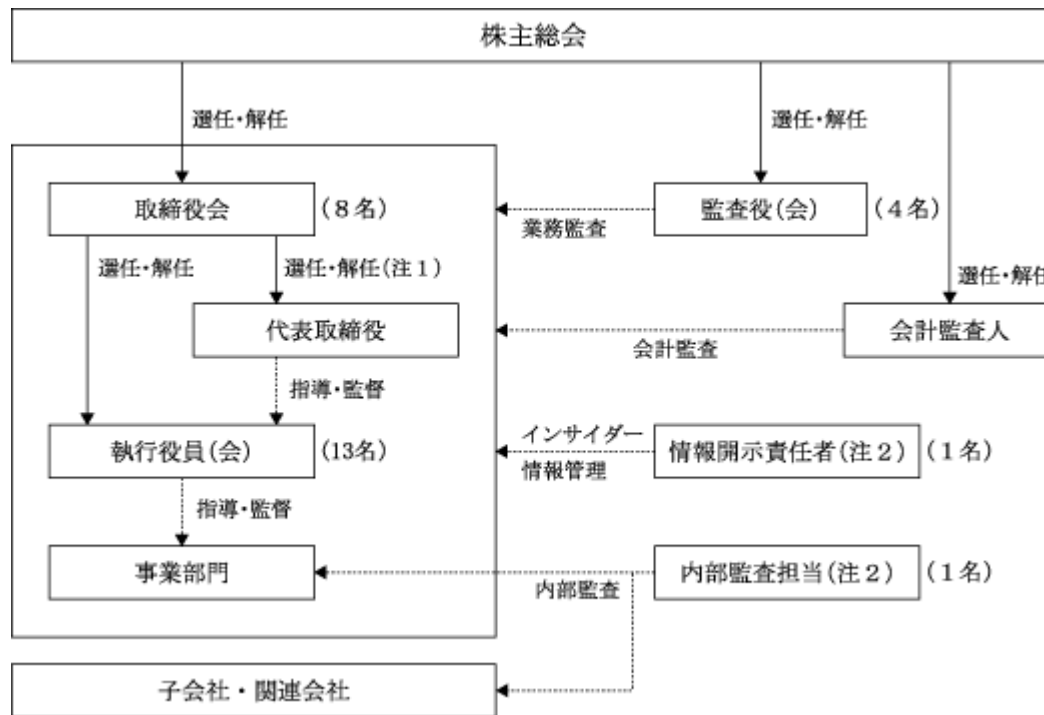 株主総会
選任・解任
選任・解任
取締役会
(8名)
業務監査
監査役(会)
(4名)
選任・解任
選任・解任(注1)
選任・解任
代表取締役
会計監査
会計監査人
指導・監督
執行役員(会)
(13名)
インサイダー
情報管理
情報開示責任者(注2)
(1名)
指導・監督
事業部門
内部監査
内部監査担当(注2)
(1名)
子会社・関連会社